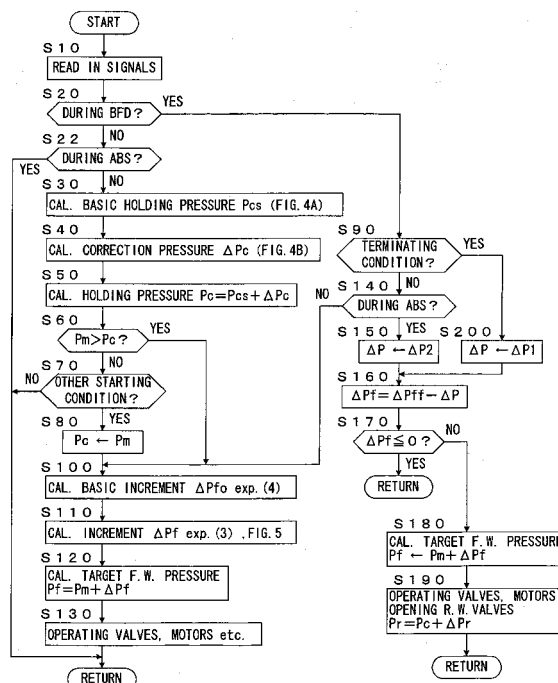 START
S10
READ IN SIGNALS
S20
DURING BFD?
YES
NO
S22
DURING ABS?
YES
NO
S30
CAL. BASIC HOLDING PRESSURE Pcs (FIG. 4A)
S40
CAL. CORRECTION PRESSURE ΔPc (FIG. 4B)
S50
CAL. HOLDING PRESSURE Pc=Pcs+ΔPc
S60
Pm>Pc?
YES
NO
S70
OTHER STARTING
CONDITION?
NO
YES
S80
Pc ← Pm
S100
CAL. BASIC INCREMENT ΔPfo exp. (4)
S110
CAL. INCREMENT ΔPf exp. (3) ,FIG. 5
S120
CAL. TARGET F.W. PRESSURE
Pf=Pm+ΔPf
S130
OPERATING VALVES, MOTORS etc.
RETURN
S90
TERMINATING
CONDITION?
YES
NO
S140
DURING ABS?
NO
YES
S150
ΔP ← ΔP2
S200
ΔP ← ΔP1
S160
ΔPf=ΔPff−ΔP
S170
ΔPf≦0?
NO
YES
RETURN
S180
CAL. TARGET F.W. PRESSURE
Pf ← Pm+ΔPf
S190
OPERATING VALVES, MOTORS
OPENING R.W. VALVES
Pr=Pc+ΔPr
RETURN